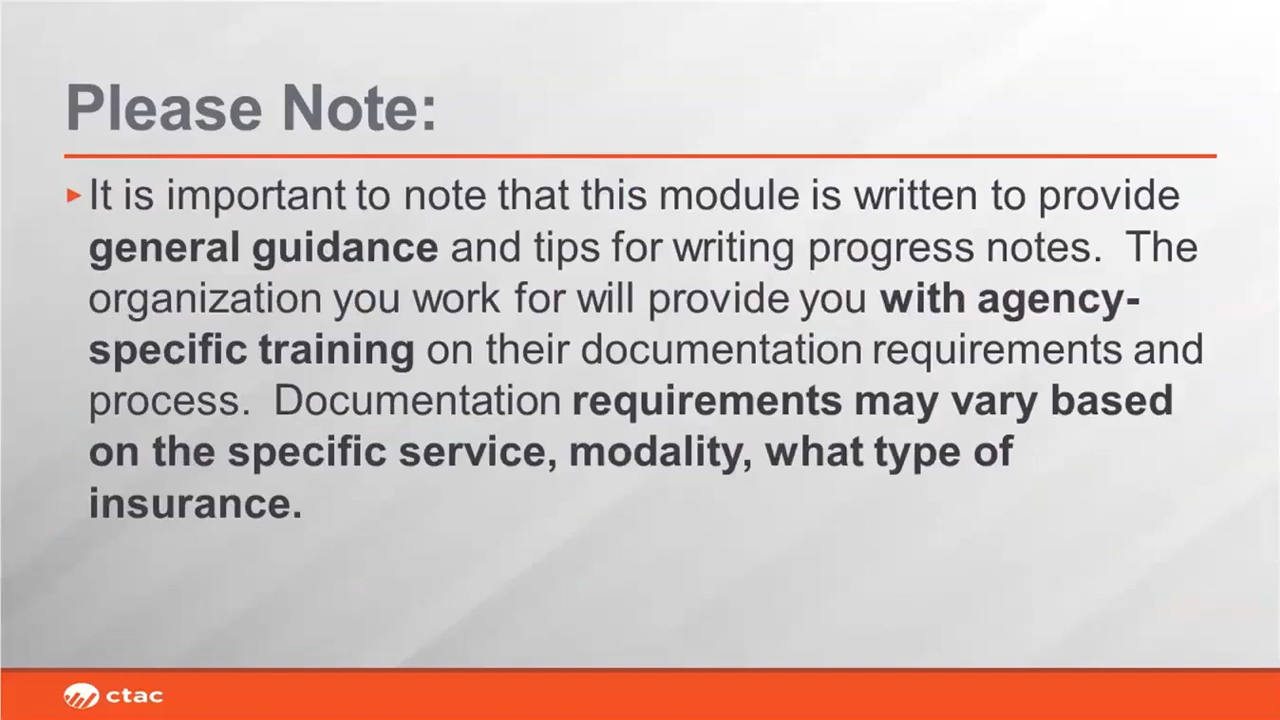 Please Note:
It is important to note that this module is written to provide
general guidance and tips for writing progress notes.  The
organization you work for will provide you with agency-
specific training on their documentation requirements and
process.  Documentation requirements may vary based
on the specific service, modality, what type of
insurance.
ctac